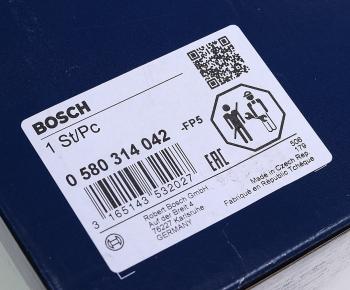 BOSCH
1 St/Pc
0 580 314 042 -FP5
3 165143 532027
EAC
506
179
Robert Bosch GmbH
Auf der Breit 4
76227 Karlsruhe
GERMANY
Made in Czech Rep
Fabriqué en République Tchèque